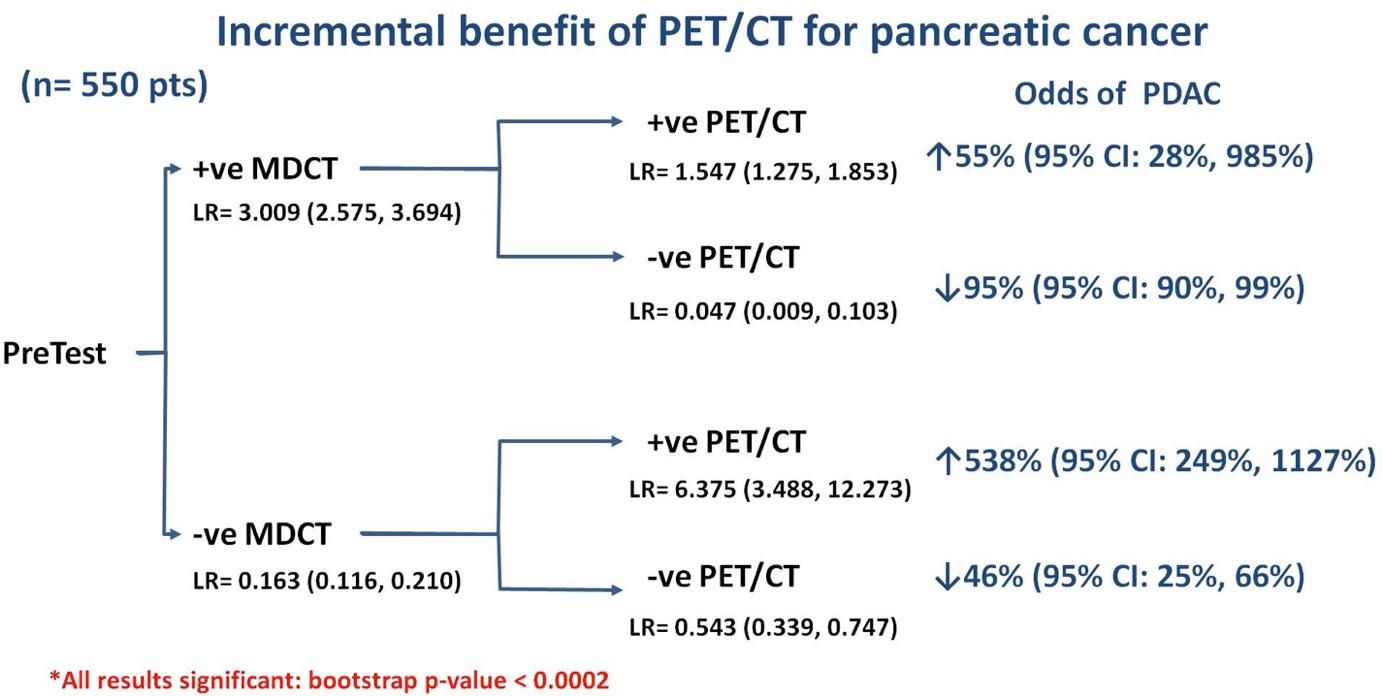 Incremental benefit of PET/CT for pancreatic cancer
(n= 550 pts)
Odds of PDAC
+ve PET/CT
LR= 1.547 (1.275, 1.853)
↑55% (95% CI: 28%, 985%)
+ve MDCT
LR= 3.009 (2.575, 3.694)
-ve PET/CT
LR= 0.047 (0.009, 0.103)
↓95% (95% CI: 90%, 99%)
PreTest
+ve PET/CT
LR= 6.375 (3.488, 12.273)
↑538% (95% CI: 249%, 1127%)
-ve MDCT
LR= 0.163 (0.116, 0.210)
-ve PET/CT
LR= 0.543 (0.339, 0.747)
↓46% (95% CI: 25%, 66%)
*All results significant: bootstrap p-value < 0.0002